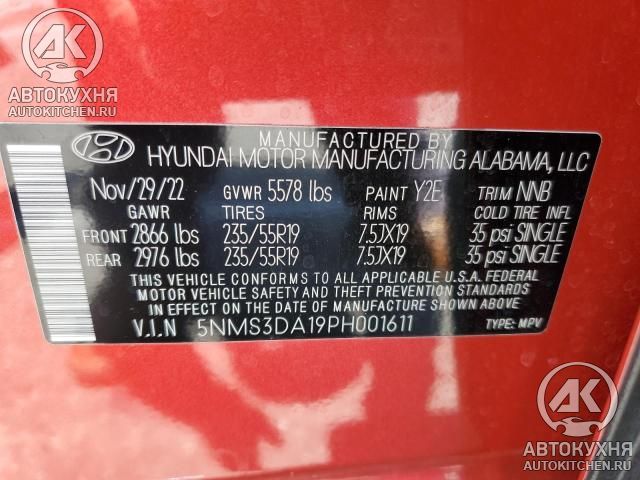 AK
АВТОКУХНЯ
AUTOKITCHEN.RU
MANUFACTURED BY
HYUNDAI MOTOR MANUFACTURING ALABAMA, LLC
Nov/29/22 GVWR 5578 lbs PAINT Y2E TRIM NNB
GAWR TIRES RIMS COLD TIRE INFL
FRONT 2866 lbs 235/55R19 7.5JX19 35 psi SINGLE
REAR 2976 lbs 235/55R19 7.5JX19 35 psi SINGLE
THIS VEHICLE CONFORMS TO ALL APPLICABLE U.S.A. FEDERAL
MOTOR VEHICLE SAFETY AND THEFT PREVENTION STANDARDS
IN EFFECT ON THE DATE OF MANUFACTURE SHOWN ABOVE.
V.I.N 5NMS3DA19PH001611 TYPE: MPV
AK
АВТОКУХНЯ
AUTOKITCHEN.RU